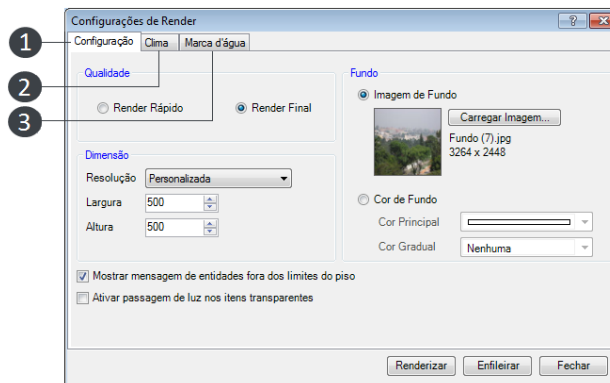 Configurações de Render
1 Configuração Clima Marca d'água
2
3
Qualidade
Render Rápido Render Final
Dimensão
Resolução Personalizada
Largura 500
Altura 500
Fundo
Imagem de Fundo
Carregar Imagem...
Fundo (7).jpg
3264 x 2448
Cor de Fundo
Cor Principal
Cor Gradual Nenhuma
Mostrar mensagem de entidades fora dos limites do piso
Ativar passagem de luz nos itens transparentes
Renderizar Enfileirar Fechar